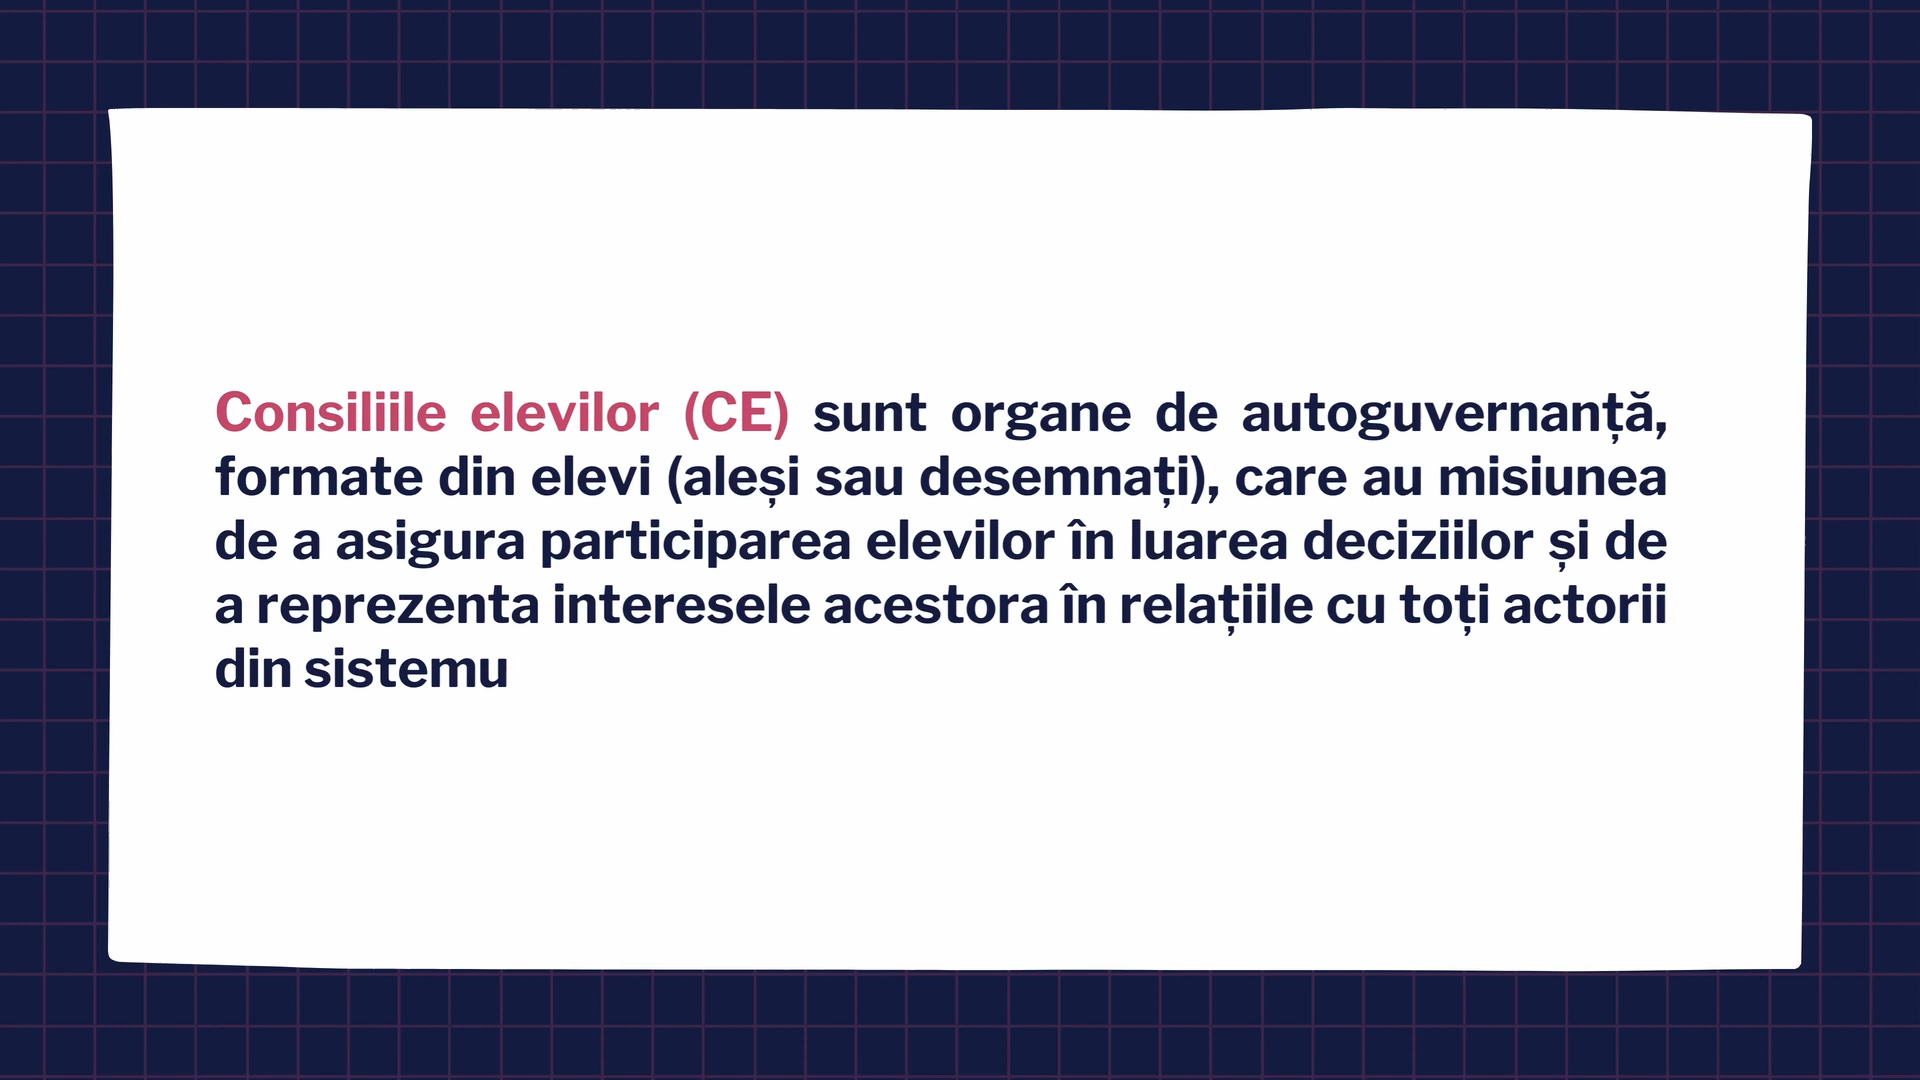 Consiliile elevilor (CE) sunt organe de autoguvernanță,
formate din elevi (aleși sau desemnați), care au misiunea
de a asigura participarea elevilor în luarea deciziilor și de
a reprezenta interesele acestora în relațiile cu toți actorii
din sistemu